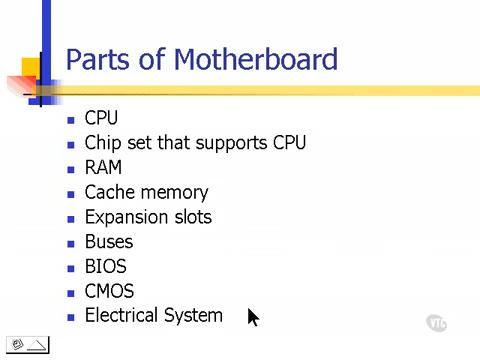 Parts of Motherboard
CPU
Chip set that supports CPU
RAM
Cache memory
Expansion slots
Buses
BIOS
CMOS
Electrical System
VTC